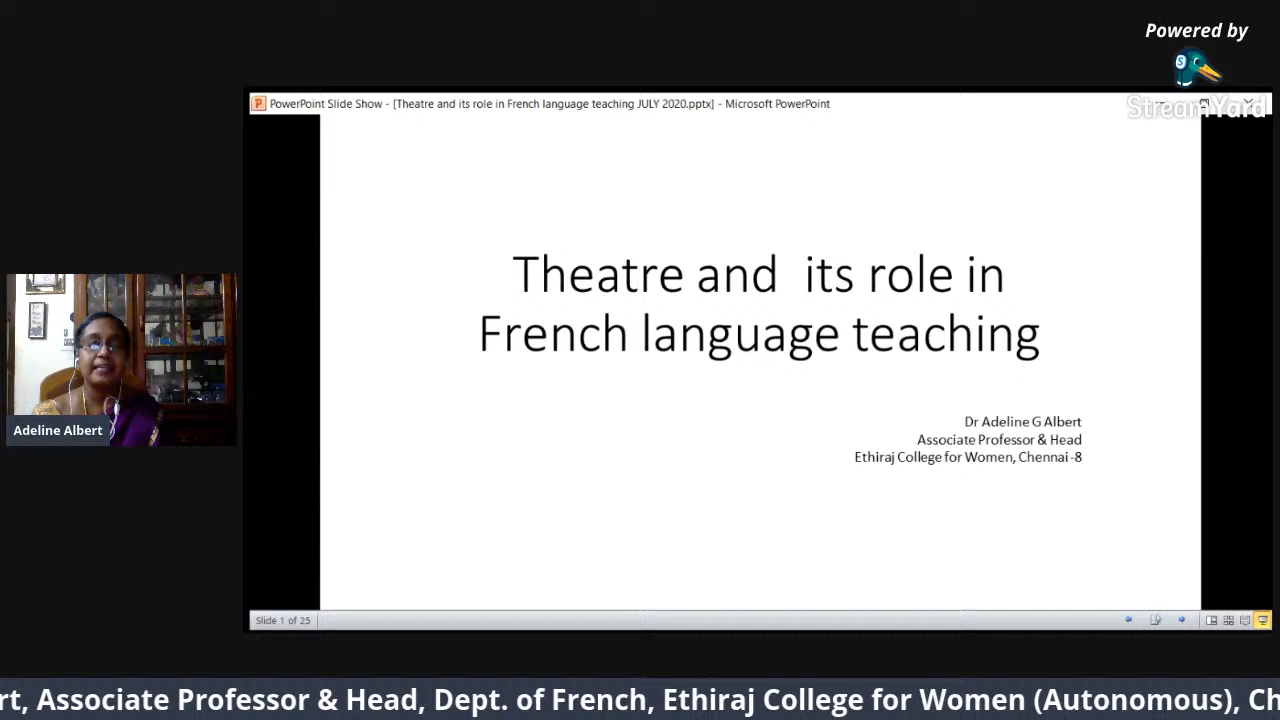 Powered by
StreamYard
PowerPoint Slide Show - [Theatre and its role in French language teaching JULY 2020.pptx] - Microsoft PowerPoint
Theatre and its role in
French language teaching
Dr Adeline G Albert
Associate Professor & Head
Ethiraj College for Women, Chennai -8
Adeline Albert
Slide 1 of 25
rt, Associate Professor & Head, Dept. of French, Ethiraj College for Women (Autonomous), Ch